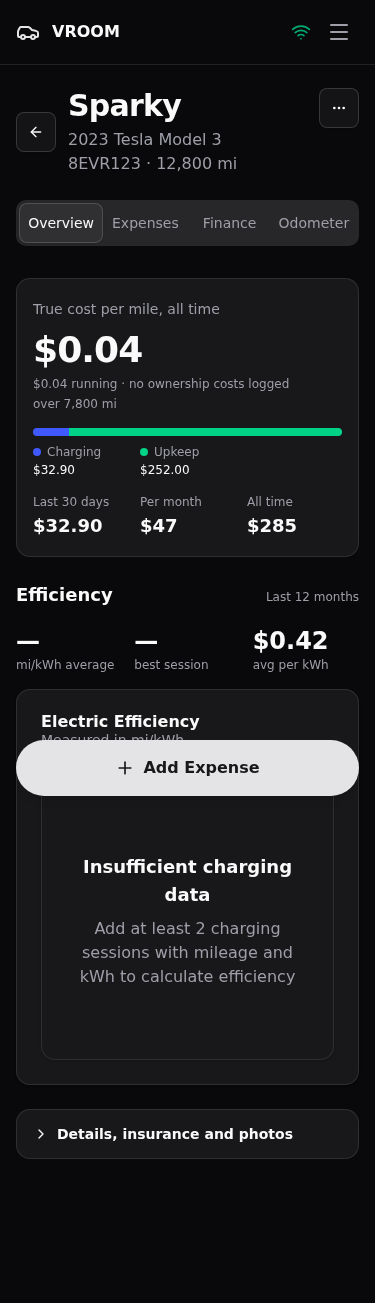 VROOM
Sparky
2023 Tesla Model 3
8EVR123 · 12,800 mi
Overview
Expenses
Finance
Odometer
True cost per mile, all time
$0.04
$0.04 running · no ownership costs logged
over 7,800 mi
Charging
Upkeep
$32.90
$252.00
Last 30 days
Per month
All time
$32.90
$47
$285
Efficiency
Last 12 months
—
—
$0.42
mi/kWh average
best session
avg per kWh
Electric Efficiency
Measured in mi/kWh
Add Expense
Insufficient charging
data
Add at least 2 charging
sessions with mileage and
kWh to calculate efficiency
Details, insurance and photos